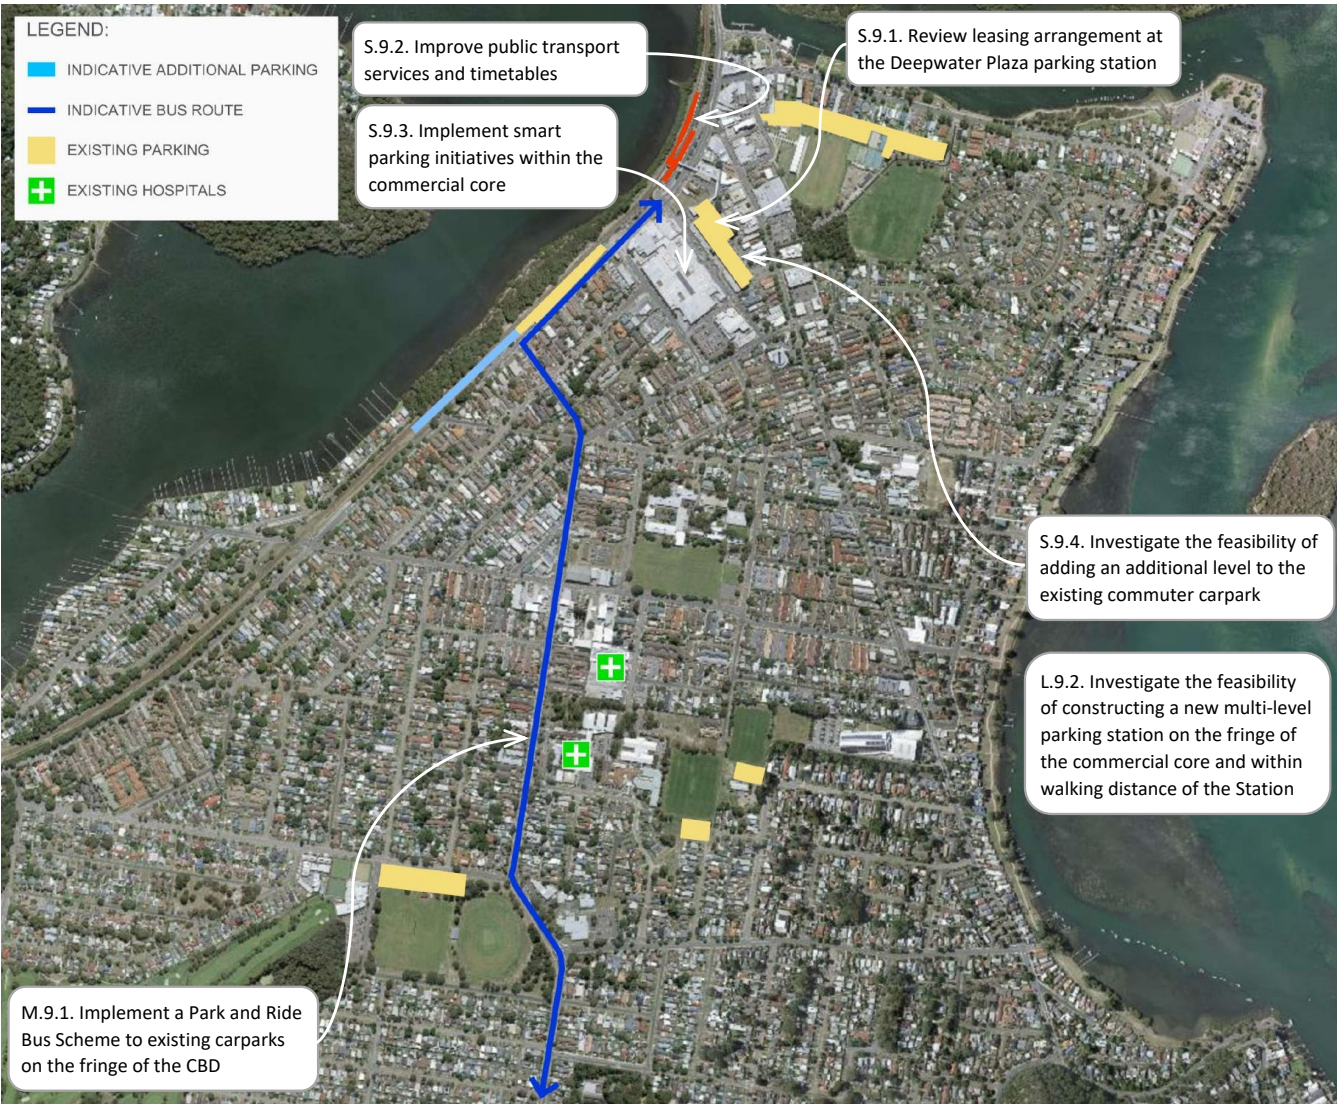 LEGEND:
INDICATIVE ADDITIONAL PARKING
INDICATIVE BUS ROUTE
EXISTING PARKING
EXISTING HOSPITALS
S.9.2. Improve public transport
services and timetables
S.9.1. Review leasing arrangement at
the Deepwater Plaza parking station
S.9.3. Implement smart
parking initiatives within the
commercial core
S.9.4. Investigate the feasibility of
adding an additional level to the
existing commuter carpark
L.9.2. Investigate the feasibility
of constructing a new multi-level
parking station on the fringe of
the commercial core and within
walking distance of the Station
M.9.1. Implement a Park and Ride
Bus Scheme to existing carparks
on the fringe of the CBD